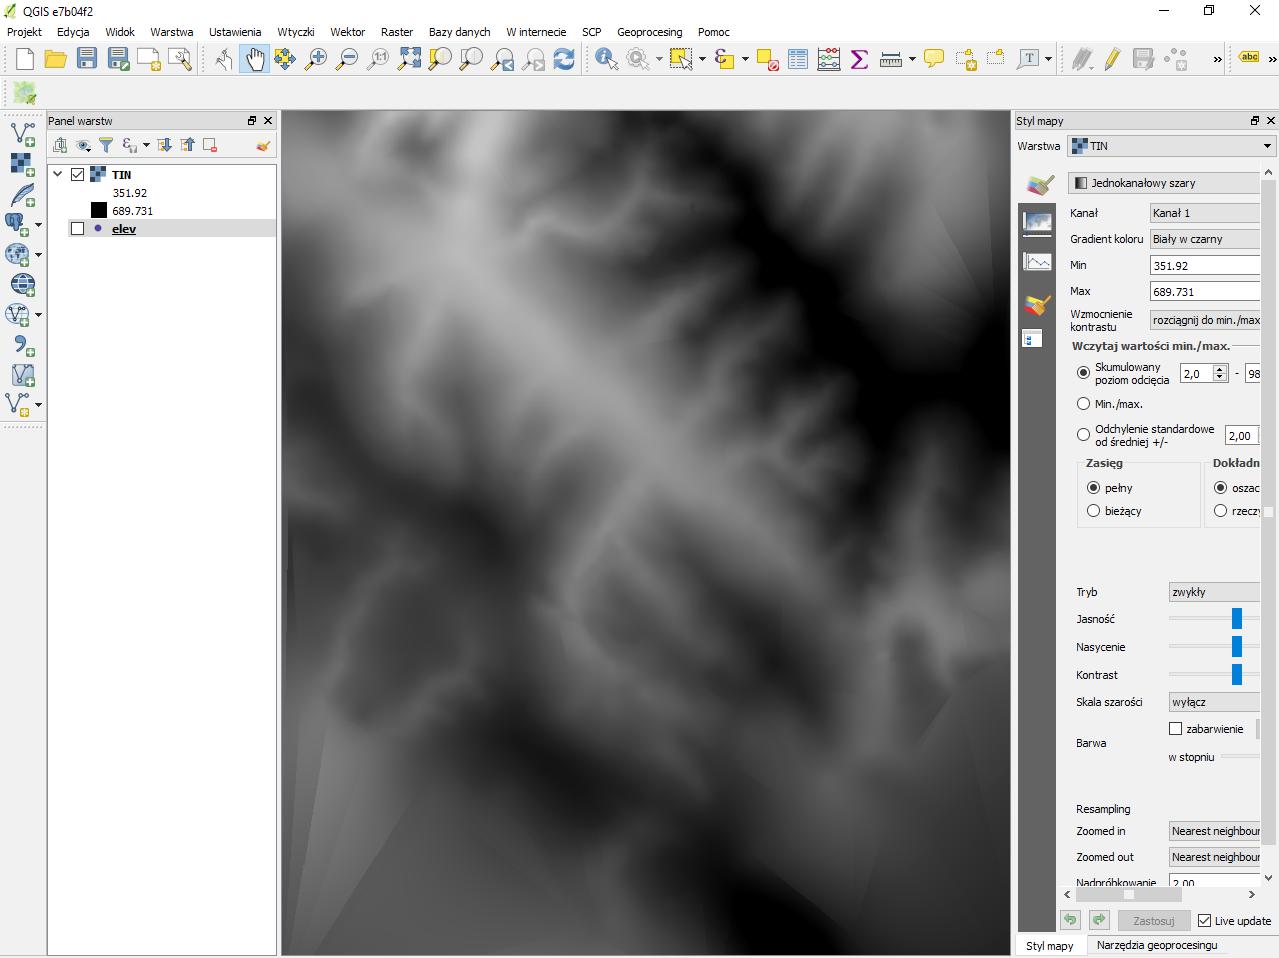 QGIS e7b04f2
Projekt Edycja Widok Warstwa Ustawienia Wtyczki Wektor Raster Bazy danych W internecie SCP Geoprocesing Pomoc
1:1
T
abc
Panel warstw
TIN
351.92
689.731
elev
Styl mapy
Warstwa TIN
Jednokanałowy szary
Kanał Kanał 1
Gradient koloru Biały w czarny
Min 351.92
Max 689.731
Wzmocnienie kontrastu rozciągnij do min./max
Wczytaj wartości min./max.
Skumulowany poziom odcięcia 2,0 - 98
Min./max.
Odchylenie standardowe od średniej +/- 2,00
Zasięg Dokładn
pełny oszac
bieżący rzeczy
Tryb zwykły
Jasność
Nasycenie
Kontrast
Skala szarości wyłącz
zabarwienie
Barwa
w stopniu
Resampling
Zoomed in Nearest neighbour
Zoomed out Nearest neighbour
Nadpróbkowanie 2,00
Zastosuj Live update
Styl mapy Narzędzia geoprocesingu